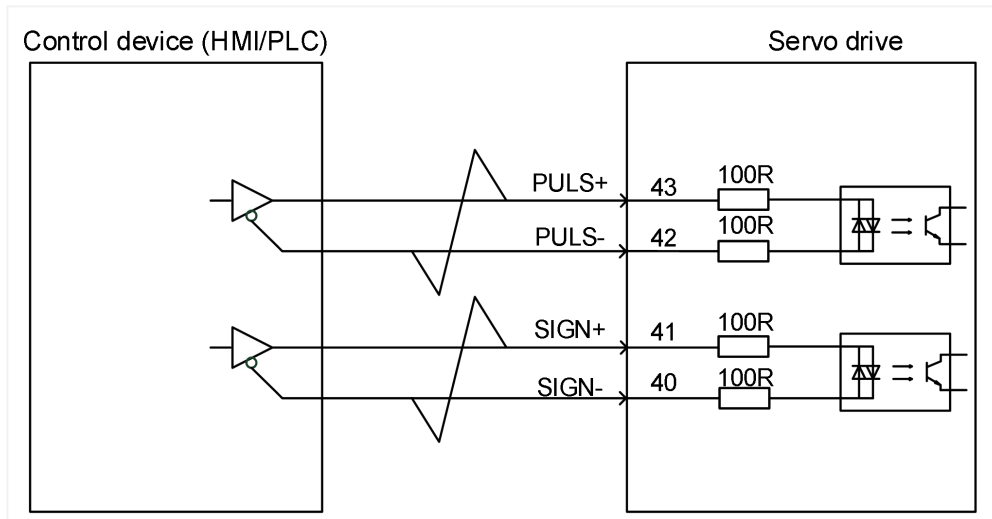 Control device (HMI/PLC)
Servo drive
PULS+
43
100R
PULS-
42
100R
SIGN+
41
100R
SIGN-
40
100R